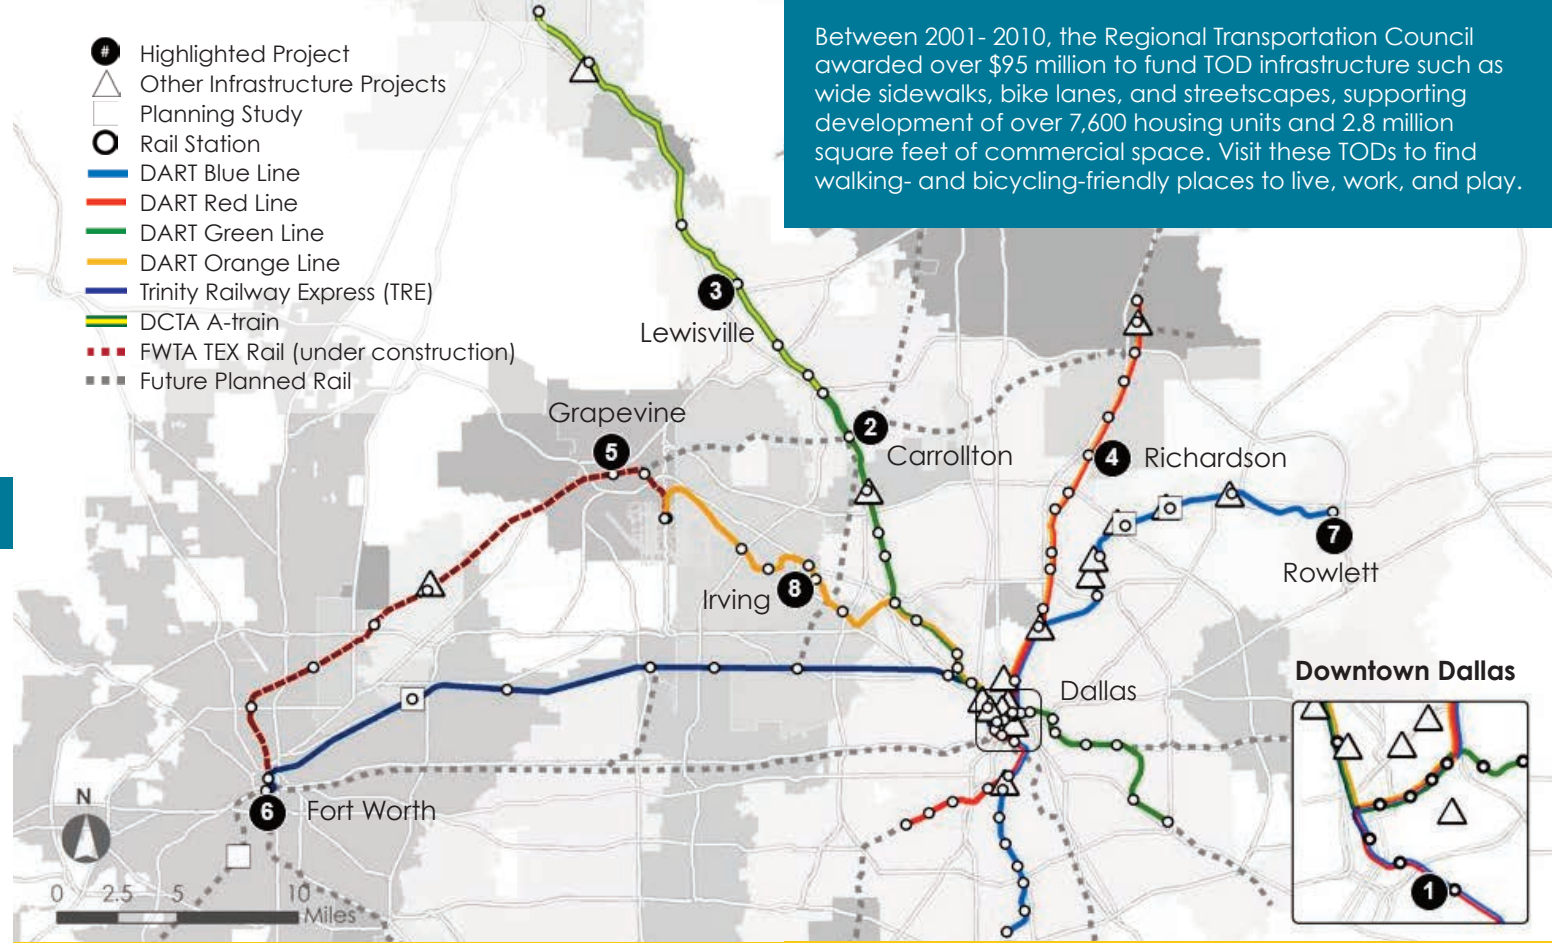 Between 2001- 2010, the Regional Transportation Council
awarded over $95 million to fund TOD infrastructure such as
wide sidewalks, bike lanes, and streetscapes, supporting
development of over 7,600 housing units and 2.8 million
square feet of commercial space. Visit these TODs to find
walking- and bicycling-friendly places to live, work, and play.
# Highlighted Project
Other Infrastructure Projects
Planning Study
Rail Station
DART Blue Line
DART Red Line
DART Green Line
DART Orange Line
Trinity Railway Express (TRE)
DCTA A-train
FWTA TEX Rail (under construction)
Future Planned Rail
3
Lewisville
Grapevine
5
2
Carrollton
4 Richardson
7
Rowlett
Irving 8
Dallas
Downtown Dallas
6 Fort Worth
1
N
0 2.5 5 10
Miles